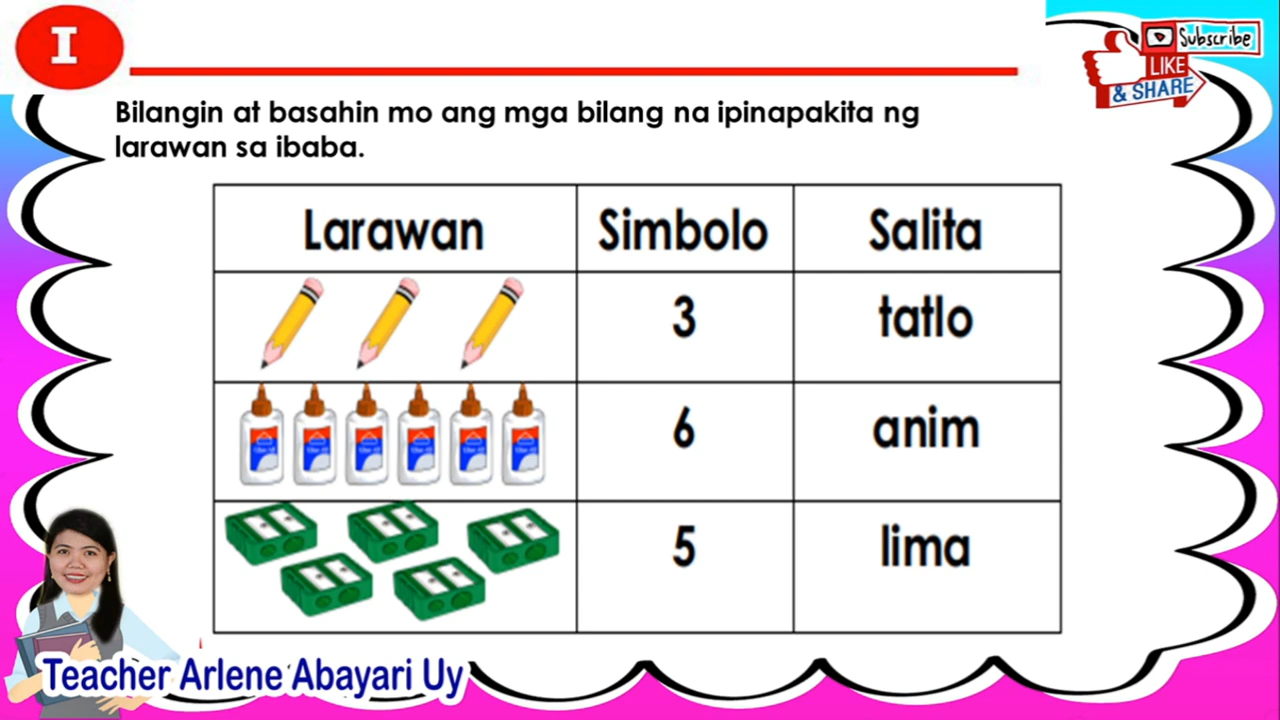 I
Subscribe
LIKE
& SHARE
Bilangin at basahin mo ang mga bilang na ipinapakita ng
larawan sa ibaba.
Larawan Simbolo Salita
3 tatlo
6 anim
5 lima
Teacher Arlene Abayari Uy